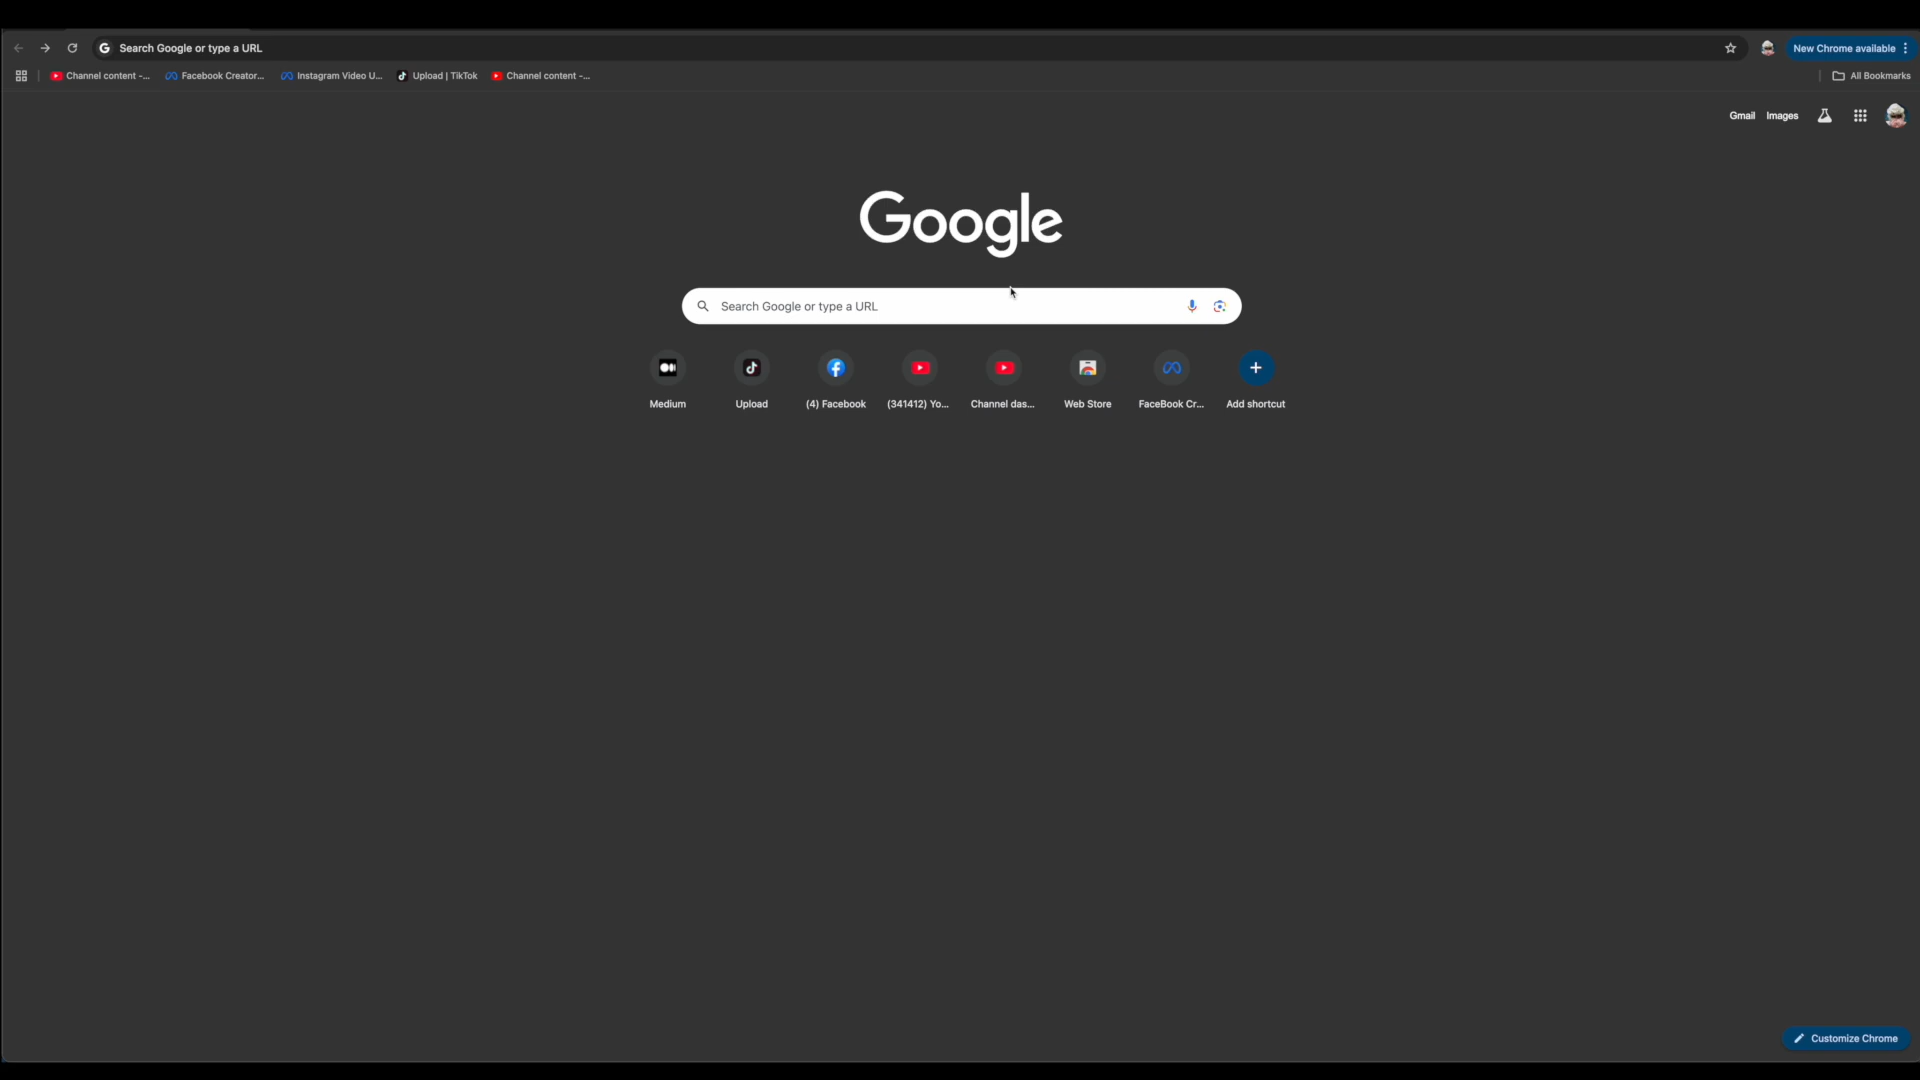 Search Google or type a URL
New Chrome available
Channel content -...
Facebook Creator...
Instagram Video U...
Upload | TikTok
Channel content -...
All Bookmarks
Gmail
Images
Google
Search Google or type a URL
Medium
Upload
(4) Facebook
(341412) Yo...
Channel das...
Web Store
FaceBook Cr...
Add shortcut
Customize Chrome